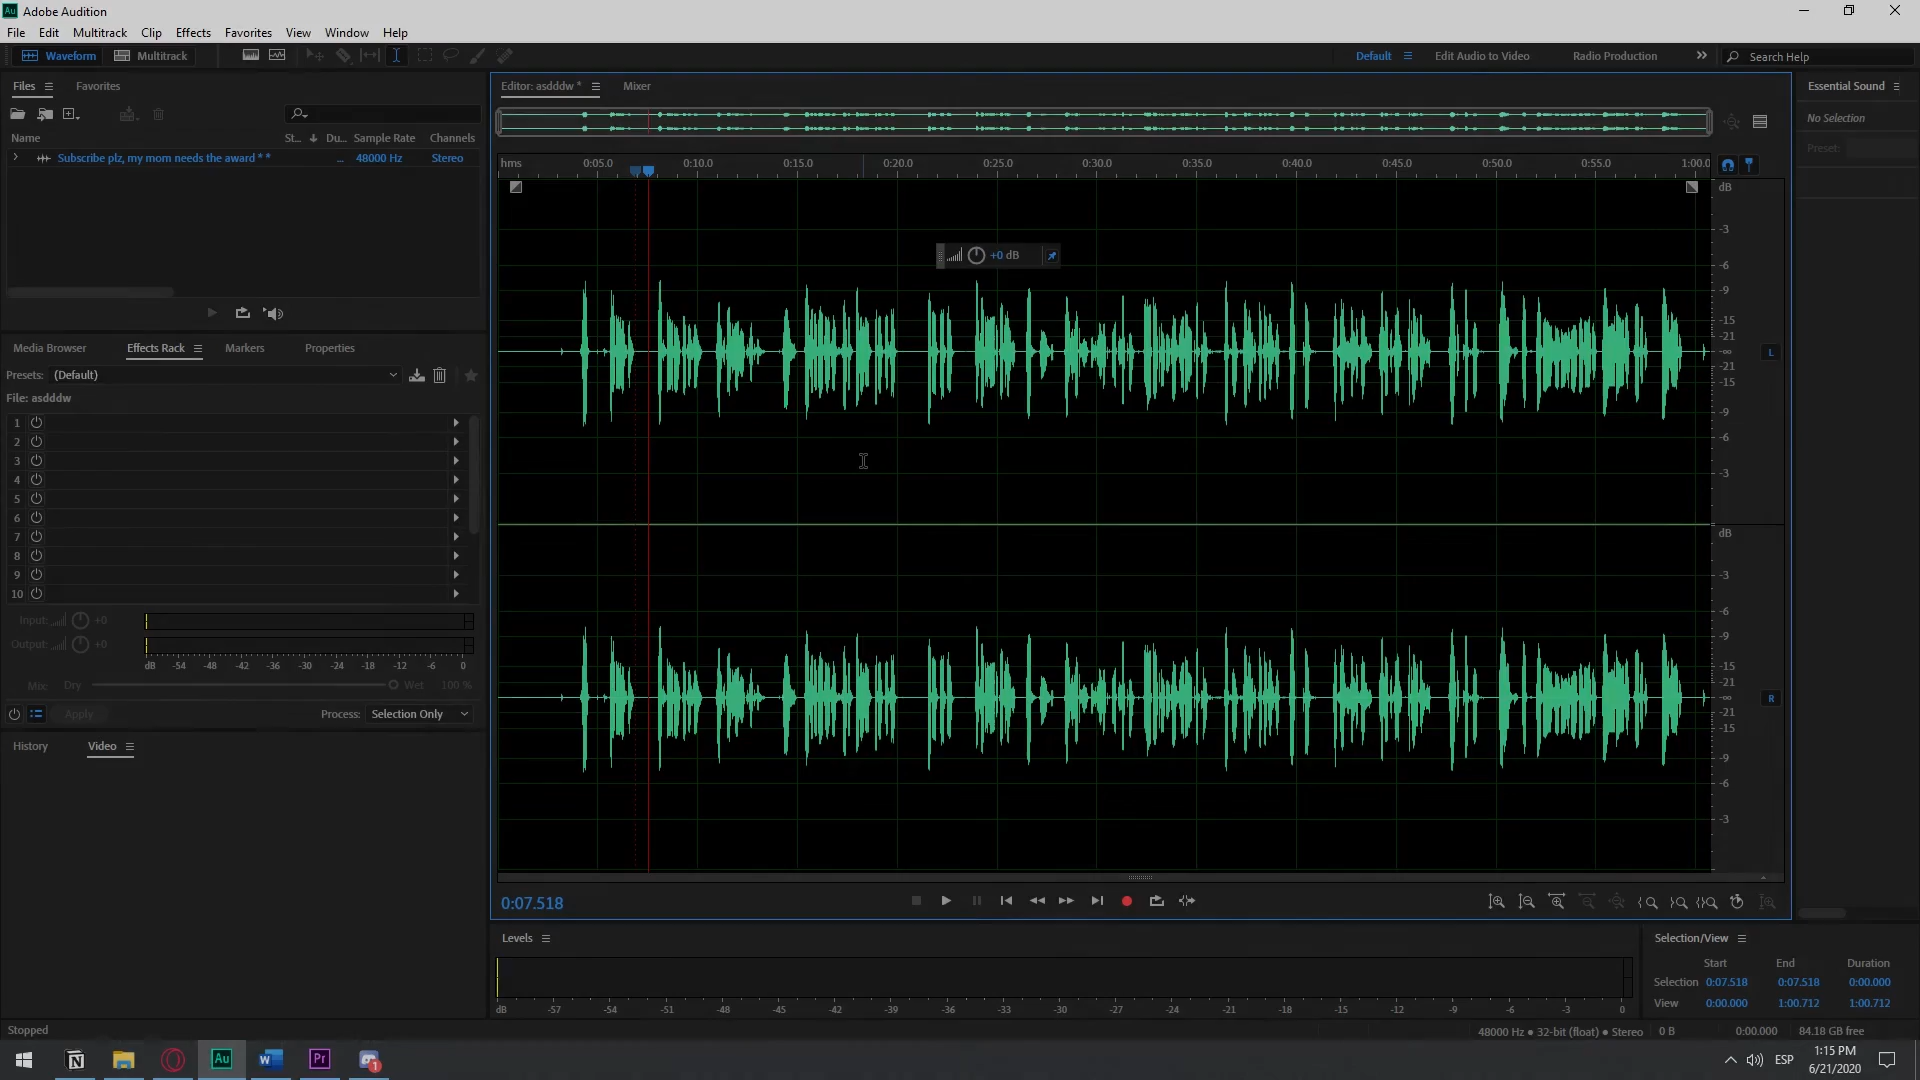 Au Adobe Audition
File Edit Multitrack Clip Effects Favorites View Window Help
Waveform Multitrack Default Edit Audio to Video Radio Production Search Help
Files Favorites
Name St... Du... Sample Rate Channels
Subscribe plz, my mom needs the award * * ... 48000 Hz Stereo
Media Browser Effects Rack Markers Properties
Presets: (Default)
File: asdddw
1
2
3
4
5
6
7
8
9
10
Input: +0
Output: +0
dB -54 -48 -42 -36 -30 -24 -18 -12 -6 0
Mix: Dry Wet 100 %
Apply Process: Selection Only
History Video
Editor: asdddw * Mixer
hms 0:05.0 0:10.0 0:15.0 0:20.0 0:25.0 0:30.0 0:35.0 0:40.0 0:45.0 0:50.0 0:55.0 1:00.0
+0 dB
dB
-3
-6
-9
-15
-21
-∞
-21
-15
-9
-6
-3
L
dB
-3
-6
-9
-15
-21
-∞
-21
-15
-9
-6
-3
R
0:07.518
Levels
dB -57 -54 -51 -48 -45 -42 -39 -36 -33 -30 -27 -24 -21 -18 -15 -12 -9 -6 -3 0
Essential Sound
No Selection
Preset:
Selection/View
Start End Duration
Selection 0:07.518 0:07.518 0:00.000
View 0:00.000 1:00.712 1:00.712
Stopped 48000 Hz ● 32-bit (float) ● Stereo 0 B 0:00.000 84.18 GB free
N Au W Pr 1 ESP 1:15 PM
6/21/2020